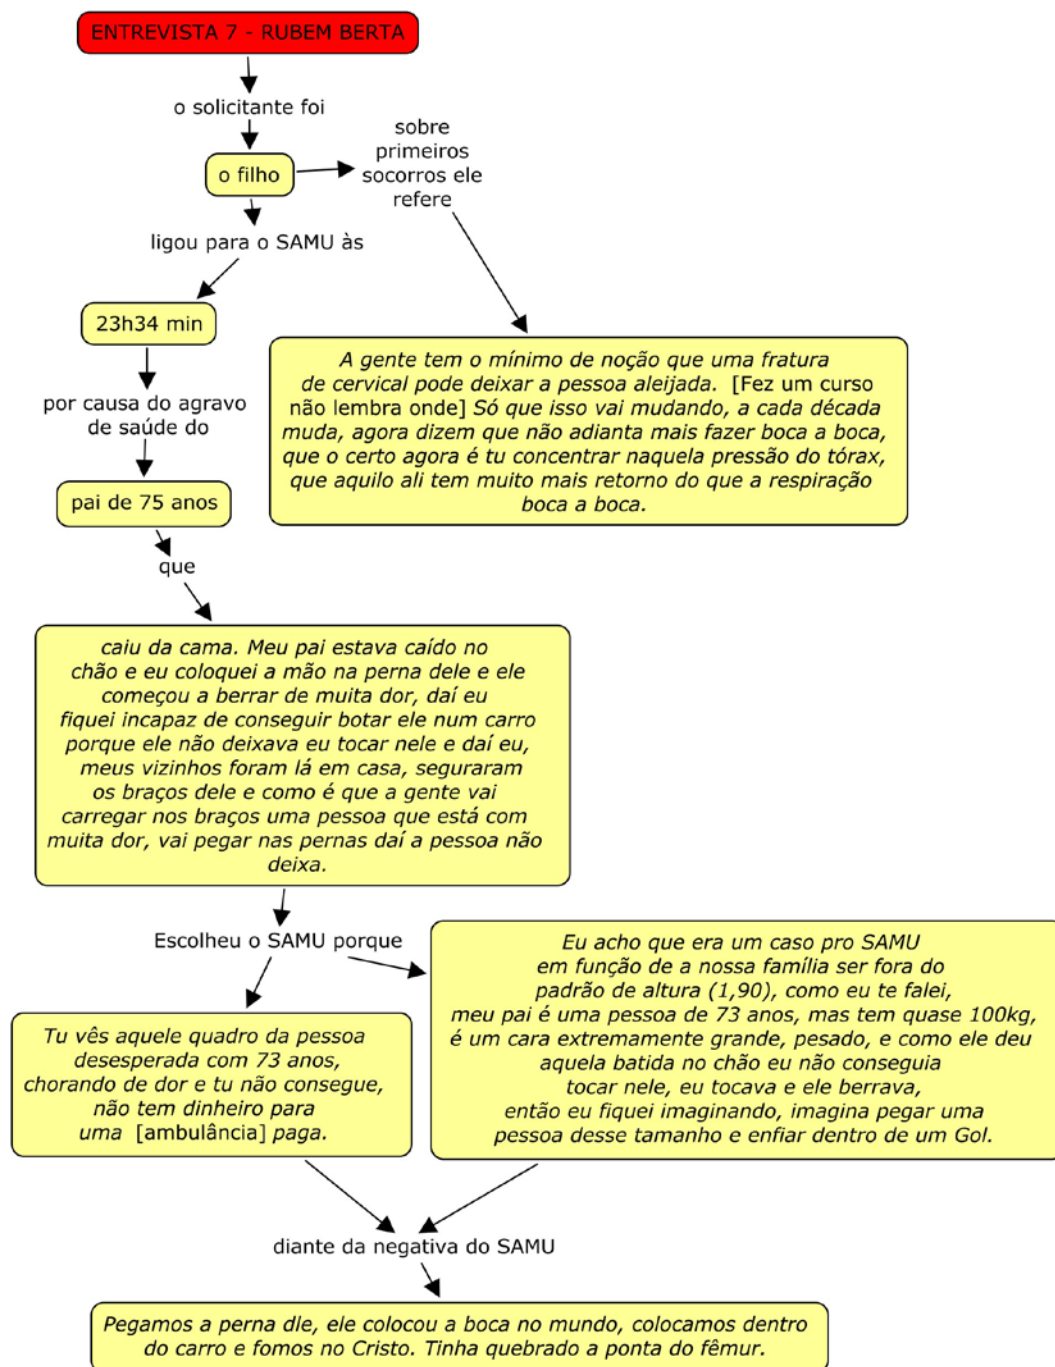 ENTREVISTA 7 - RUBEM BERTA
o solicitante foi
o filho
sobre
primeiros
socorros ele
refere
ligou para o SAMU às
23h34 min
A gente tem o mínimo de noção que uma fratura
de cervical pode deixar a pessoa aleijada. [Fez um curso
não lembra onde] Só que isso vai mudando, a cada década
muda, agora dizem que não adianta mais fazer boca a boca,
que o certo agora é tu concentrar naquela pressão do tórax,
que aquilo ali tem muito mais retorno do que a respiração
boca a boca.
por causa do agravo
de saúde do
pai de 75 anos
que
caiu da cama. Meu pai estava caído no
chão e eu coloquei a mão na perna dele e ele
começou a berrar de muita dor, daí eu
fiquei incapaz de conseguir botar ele num carro
porque ele não deixava eu tocar nele e daí eu,
meus vizinhos foram lá em casa, seguraram
os braços dele e como é que a gente vai
carregar nos braços uma pessoa que está com
muita dor, vai pegar nas pernas daí a pessoa não
deixa.
Escolheu o SAMU porque
Tu vês aquele quadro da pessoa
desesperada com 73 anos,
chorando de dor e tu não consegue,
não tem dinheiro para
uma [ambulância] paga.
Eu acho que era um caso pro SAMU
em função de a nossa família ser fora do
padrão de altura (1,90), como eu te falei,
meu pai é uma pessoa de 73 anos, mas tem quase 100kg,
é um cara extremamente grande, pesado, e como ele deu
aquela batida no chão eu não conseguia
tocar nele, eu tocava e ele berrava,
então eu fiquei imaginando, imagina pegar uma
pessoa desse tamanho e enfiar dentro de um Gol.
diante da negativa do SAMU
Pegamos a perna dle, ele colocou a boca no mundo, colocamos dentro
do carro e fomos no Cristo. Tinha quebrado a ponta do fêmur.